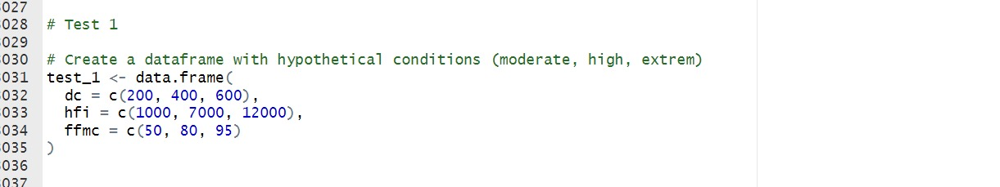 027
028 # Test 1
029
030 # Create a dataframe with hypothetical conditions (moderate, high, extrem)
031 test_1 <- data.frame(
032   dc = c(200, 400, 600),
033   hfi = c(1000, 7000, 12000),
034   ffmc = c(50, 80, 95)
035 )
036
037